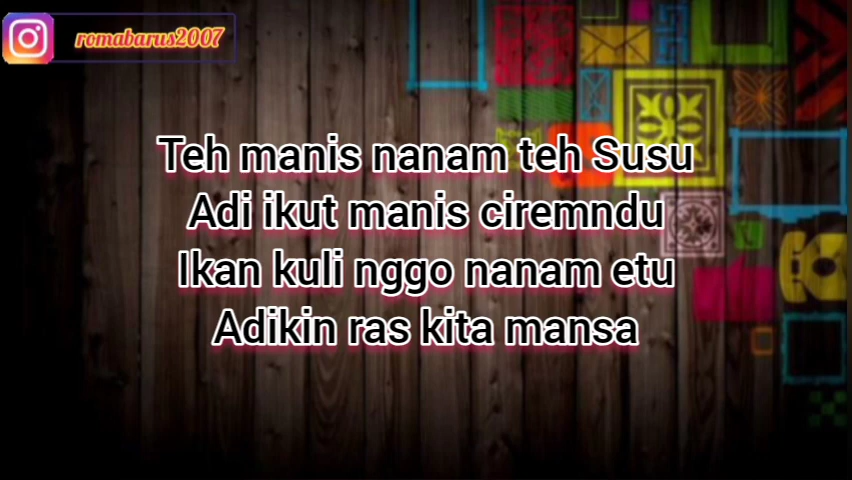 romabarus2007
Teh manis nanam teh Susu
Adi ikut manis ciremndu
Ikan kuli nggo nanam etu
Adikin ras kita mansa